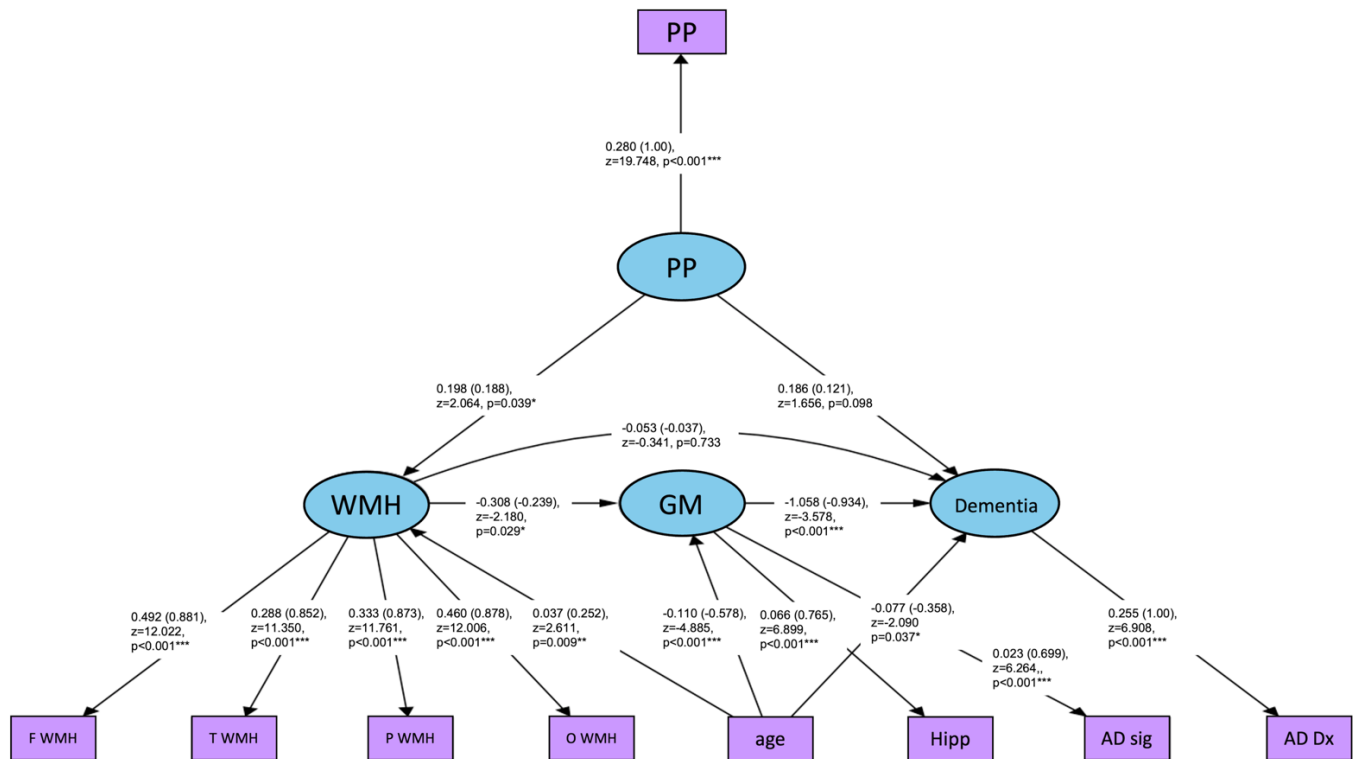 PP
0.280 (1.00),
z=19.748, p<0.001***
PP
0.198 (0.188),
z=2.064, p=0.039*
0.186 (0.121),
z=1.656, p=0.098
-0.053 (-0.037),
z=-0.341, p=0.733
WMH
-0.308 (-0.239),
z=-2.180,
p=0.029*
GM
-1.058 (-0.934),
z=-3.578,
p<0.001***
Dementia
0.492 (0.881),
z=12.022,
p<0.001***
0.288 (0.852),
z=11.350,
p<0.001***
0.333 (0.873),
z=11.761,
p<0.001***
0.460 (0.878),
z=12.006,
p<0.001***
0.037 (0.252),
z=2.611,
p=0.009**
-0.110 (-0.578),
z=-4.885,
p<0.001***
0.066 (0.765),
z=6.899,
p<0.001***
-0.077 (-0.358),
z=-2.090
p=0.037*
0.023 (0.699),
z=6.264,,
p<0.001***
0.255 (1.00),
z=6.908,
p<0.001***
F WMH
T WMH
P WMH
O WMH
age
Hipp
AD sig
AD Dx